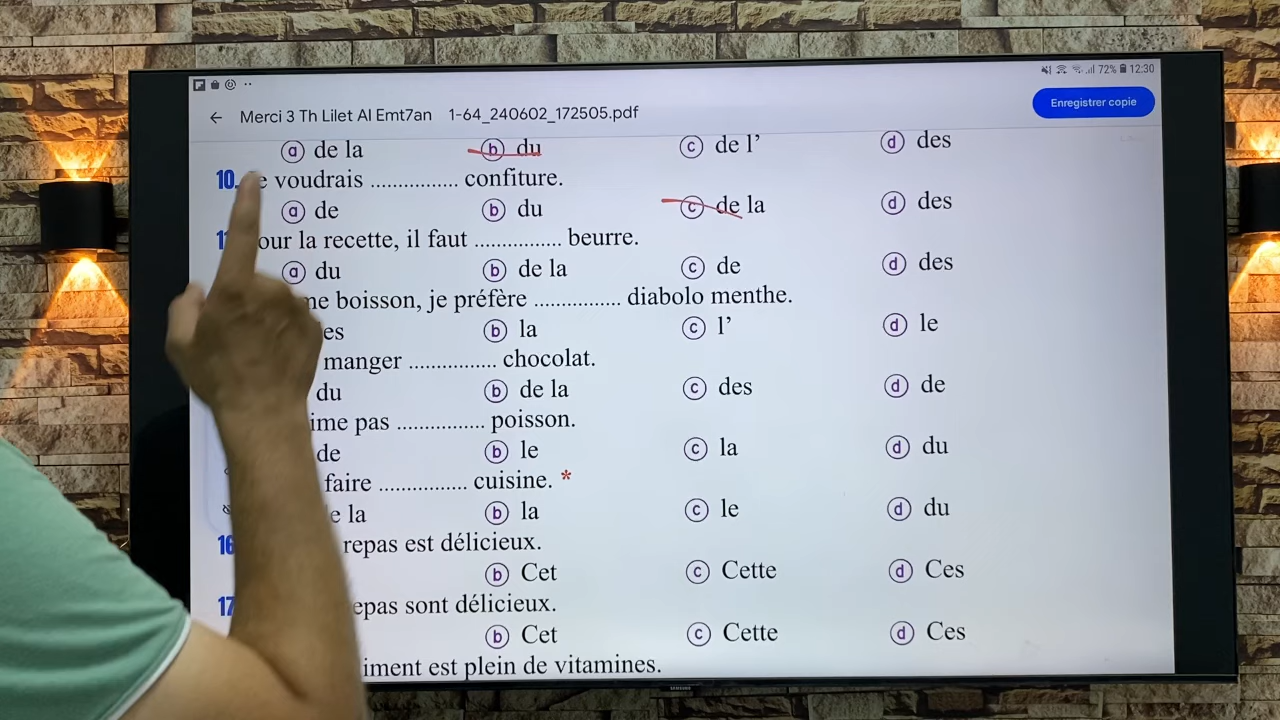 72% 12:30
Merci 3 Th Lilet Al Emt7an 1-64_240602_172505.pdf
Enregistrer copie
a de la b du c de l' d des
10. e voudrais ................ confiture.
a de b du c de la d des
1 our la recette, il faut ............... beurre.
a du b de la c de d des
ne boisson, je préfère ............... diabolo menthe.
es b la c l' d le
manger ................ chocolat.
du b de la c des d de
ime pas ................ poisson.
de b le c la d du
faire ................ cuisine. *
e la b la c le d du
16 repas est délicieux.
b Cet c Cette d Ces
17 epas sont délicieux.
b Cet c Cette d Ces
iment est plein de vitamines.
SAMSUNG